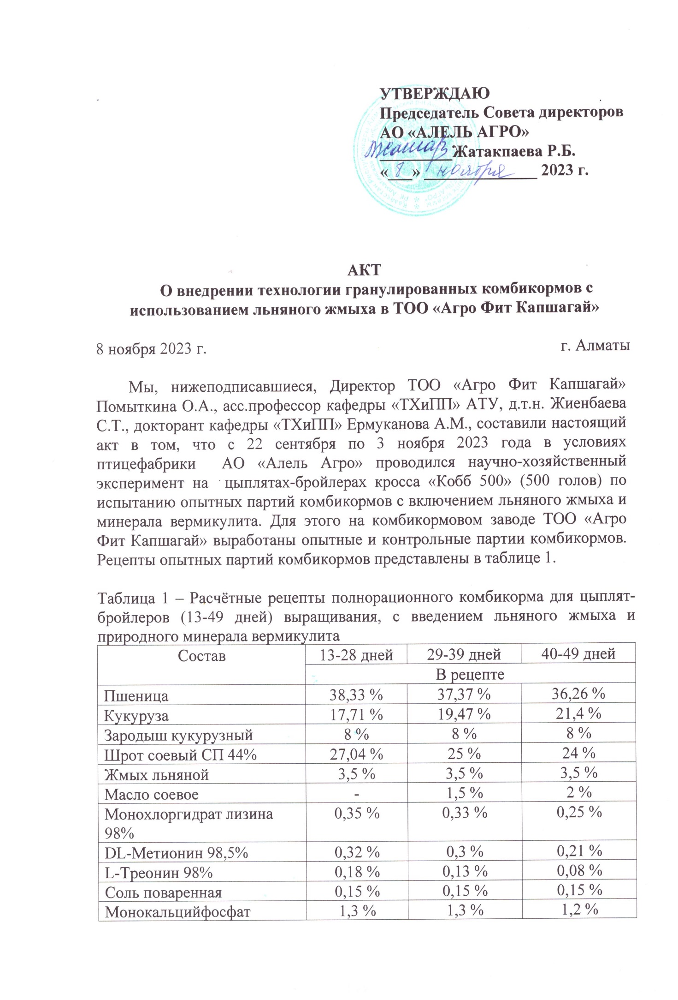 УТВЕРЖДАЮ
Председатель Совета директоров
АО «АЛЕЛЬ АГРО»
Жатакпаева Р.Б.
«8» ноября 2023 г.
АКТ
О внедрении технологии гранулированных комбикормов с
использованием льняного жмыха в ТОО «Агро Фит Капшагай»
8 ноября 2023 г. г. Алматы
Мы, нижеподписавшиеся, Директор ТОО «Агро Фит Капшагай»
Помыткина О.А., асс.профессор кафедры «ТХиПП» АТУ, д.т.н. Жиенбаева
С.Т., докторант кафедры «ТХиПП» Ермуканова А.М., составили настоящий
акт в том, что с 22 сентября по 3 ноября 2023 года в условиях
птицефабрики АО «Алель Агро» проводился научно-хозяйственный
эксперимент на цыплятах-бройлерах кросса «Кобб 500» (500 голов) по
испытанию опытных партий комбикормов с включением льняного жмыха и
минерала вермикулита. Для этого на комбикормовом заводе ТОО «Агро
Фит Капшагай» выработаны опытные и контрольные партии комбикормов.
Рецепты опытных партий комбикормов представлены в таблице 1.
Таблица 1 – Расчётные рецепты полнорационного комбикорма для цыплят-
бройлеров (13-49 дней) выращивания, с введением льняного жмыха и
природного минерала вермикулита
Состав 13-28 дней 29-39 дней 40-49 дней
В рецепте
Пшеница 38,33 % 37,37 % 36,26 %
Кукуруза 17,71 % 19,47 % 21,4 %
Зародыш кукурузный 8 % 8 % 8 %
Шрот соевый СП 44% 27,04 % 25 % 24 %
Жмых льняной 3,5 % 3,5 % 3,5 %
Масло соевое - 1,5 % 2 %
Монохлоргидрат лизина 0,35 % 0,33 % 0,25 %
98%
DL-Метионин 98,5% 0,32 % 0,3 % 0,21 %
L-Треонин 98% 0,18 % 0,13 % 0,08 %
Соль поваренная 0,15 % 0,15 % 0,15 %
Монокальцийфосфат 1,3 % 1,3 % 1,2 %